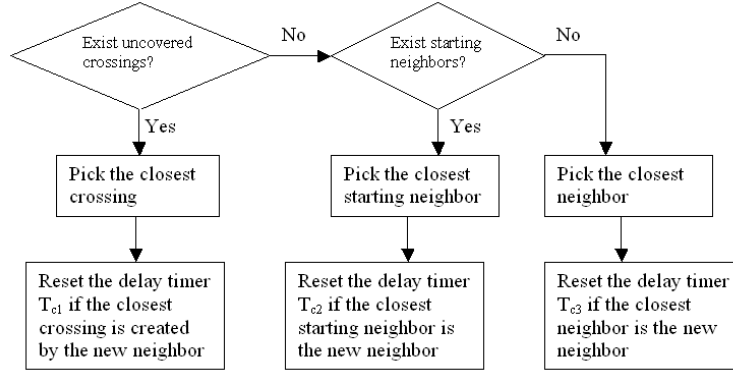 Exist uncovered
crossings?
No
Exist starting
neighbors?
No
Yes
Yes
Pick the closest
crossing
Pick the closest
starting neighbor
Pick the closest
neighbor
Reset the delay timer
Tc1 if the closest
crossing is created
by the new neighbor
Reset the delay timer
Tc2 if the closest
starting neighbor is
the new neighbor
Reset the delay timer
Tc3 if the closest
neighbor is the new
neighbor